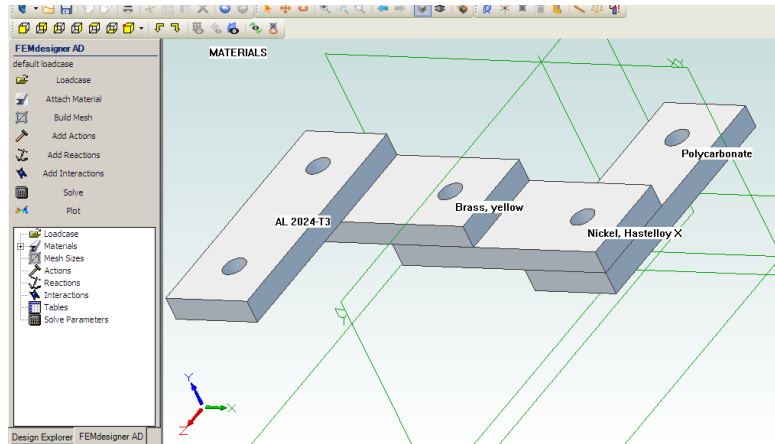 FEMdesigner AD
default loadcase
Loadcase
Attach Material
Build Mesh
Add Actions
Add Reactions
Add Interactions
Solve
Plot
Loadcase
Materials
Mesh Sizes
Actions
Reactions
Interactions
Tables
Solve Parameters
Design Explorer FEMdesigner AD
MATERIALS
Polycarbonate
Brass, yellow
AL 2024-T3
Nickel, Hastelloy X
Y
X
Z